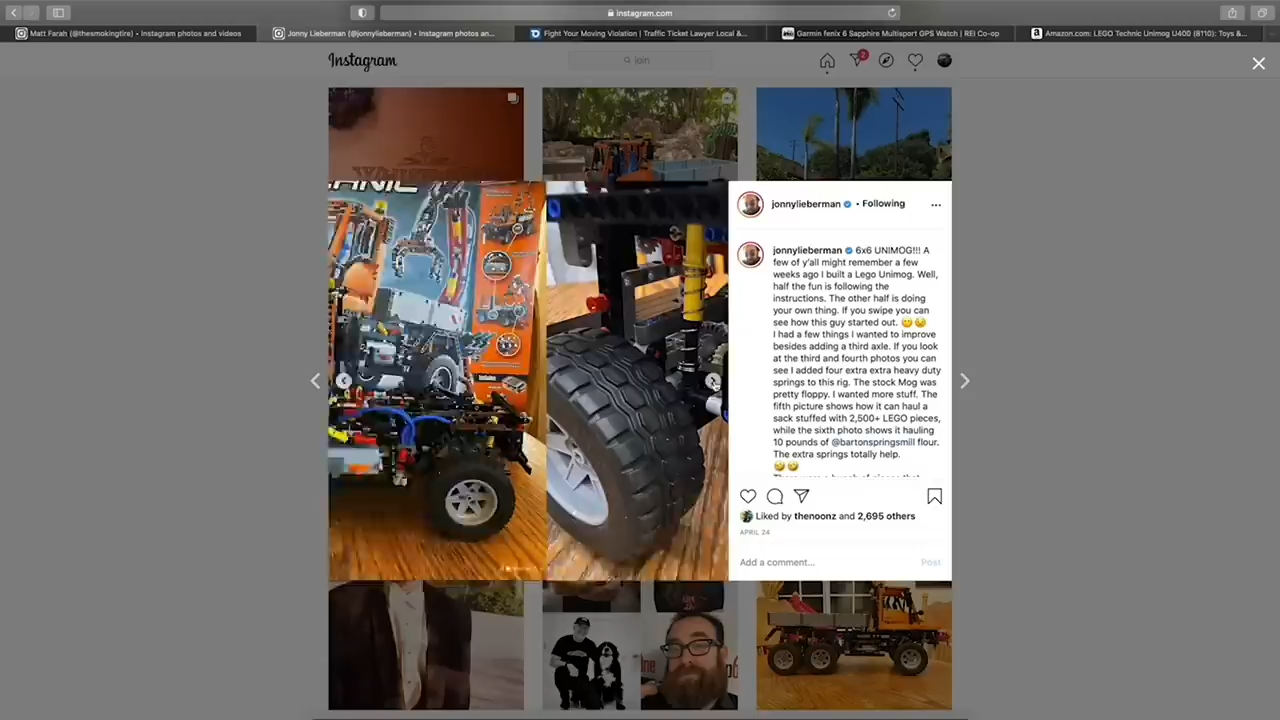 instagram.com
Matt Farah (@thesmokingtire) • Instagram photos and videos
Jonny Lieberman (@jonnylieberman) • Instagram photos an...
Fight Your Moving Violation | Traffic Ticket Lawyer Local &...
Garmin fenix 6 Sapphire Multisport GPS Watch | REI Co-op
Amazon.com: LEGO Technic Unimog U400 (8110): Toys &...
Instagram
join
2
jonnylieberman • Following
jonnylieberman 6x6 UNIMOG!!! A
few of y'all might remember a few
weeks ago I built a Lego Unimog. Well,
half the fun is following the
instructions. The other half is doing
your own thing. If you swipe you can
see how this guy started out. 😬😉
I had a few things I wanted to improve
besides adding a third axle. If you look
at the third and fourth photos you can
see I added four extra extra heavy duty
springs to this rig. The stock Mog was
pretty floppy. I wanted more stuff. The
fifth picture shows how it can haul a
sack stuffed with 2,500+ LEGO pieces,
while the sixth photo shows it hauling
10 pounds of @bartonspringsmill flour.
The extra springs totally help.
🤣🤣
Liked by thenoonz and 2,695 others
APRIL 24
Add a comment...
Post